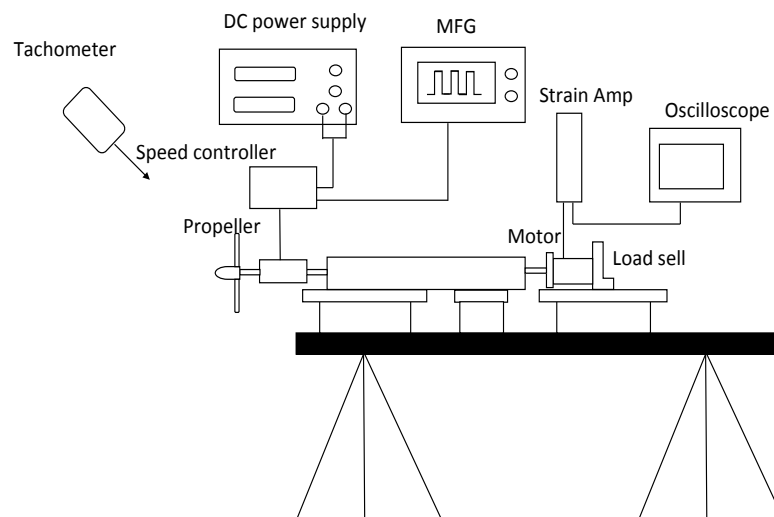 DC power supply
MFG
Tachometer
Strain Amp
Oscilloscope
Speed controller
Propeller
Motor
Load sell